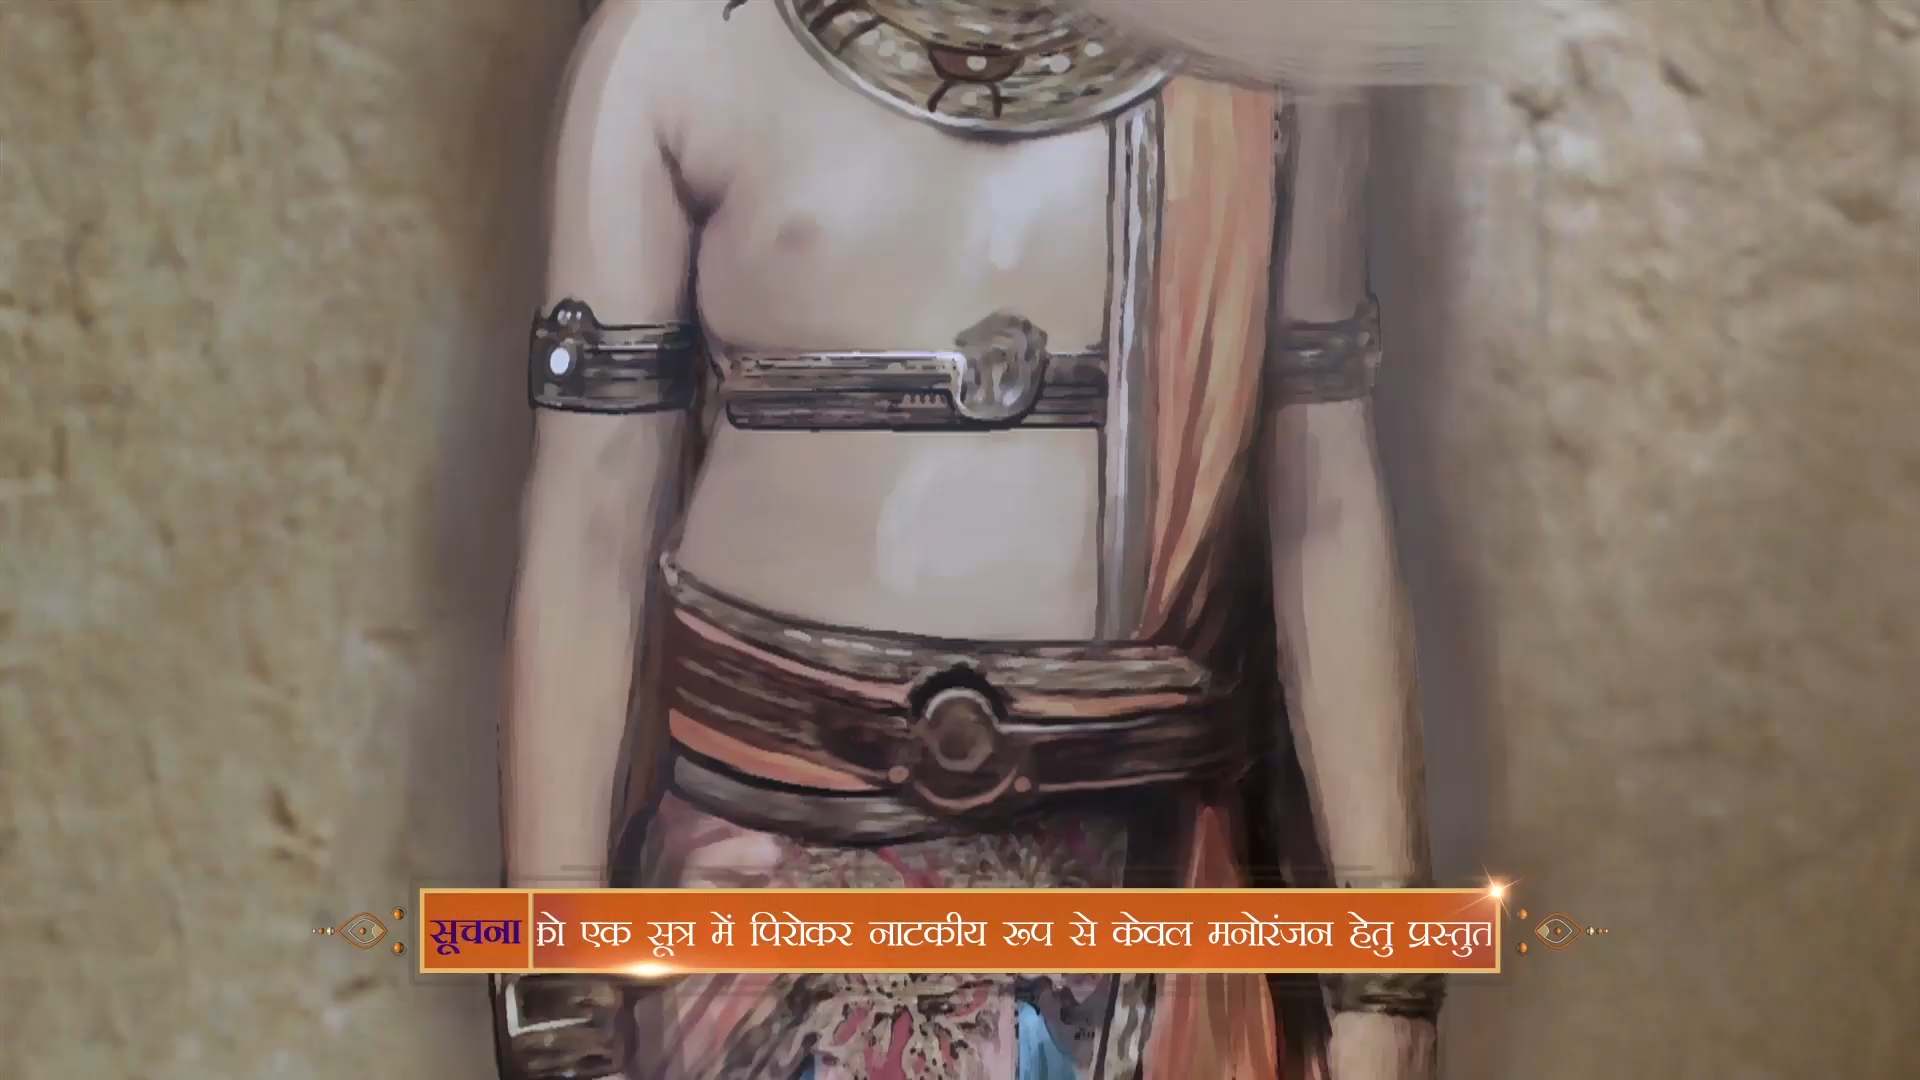 सूचना को एक सूत्र में पिरोकर नाटकीय रूप से केवल मनोरंजन हेतु प्रस्तुत